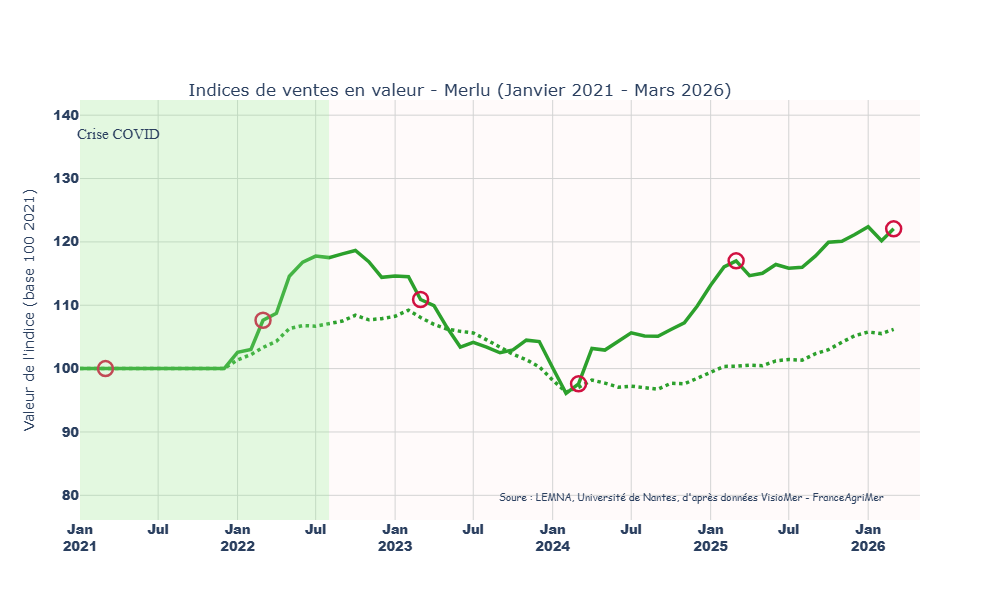 Indices de ventes en valeur - Merlu (Janvier 2021 - Mars 2026)
Valeur de l'indice (base 100 2021)
140
Crise COVID
130
120
110
100
90
80
Soure : LEMNA, Université de Nantes, d'après données VisioMer - FranceAgriMer
Jan Jul Jan Jul Jan Jul Jan Jul Jan Jul Jan
2021 2022 2023 2024 2025 2026